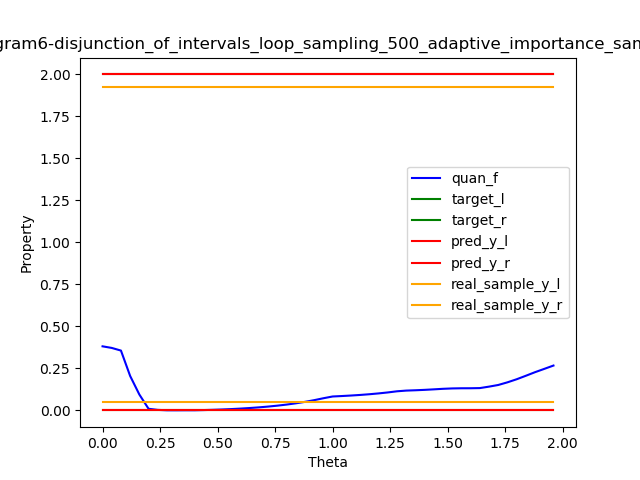 gram6-disjunction_of_intervals_loop_sampling_500_adaptive_importance_sam
2.00
1.75
1.50
1.25
1.00
0.75
0.50
0.25
0.00
Property
quan_f
target_l
target_r
pred_y_l
pred_y_r
real_sample_y_l
real_sample_y_r
0.00 0.25 0.50 0.75 1.00 1.25 1.50 1.75 2.00
Theta